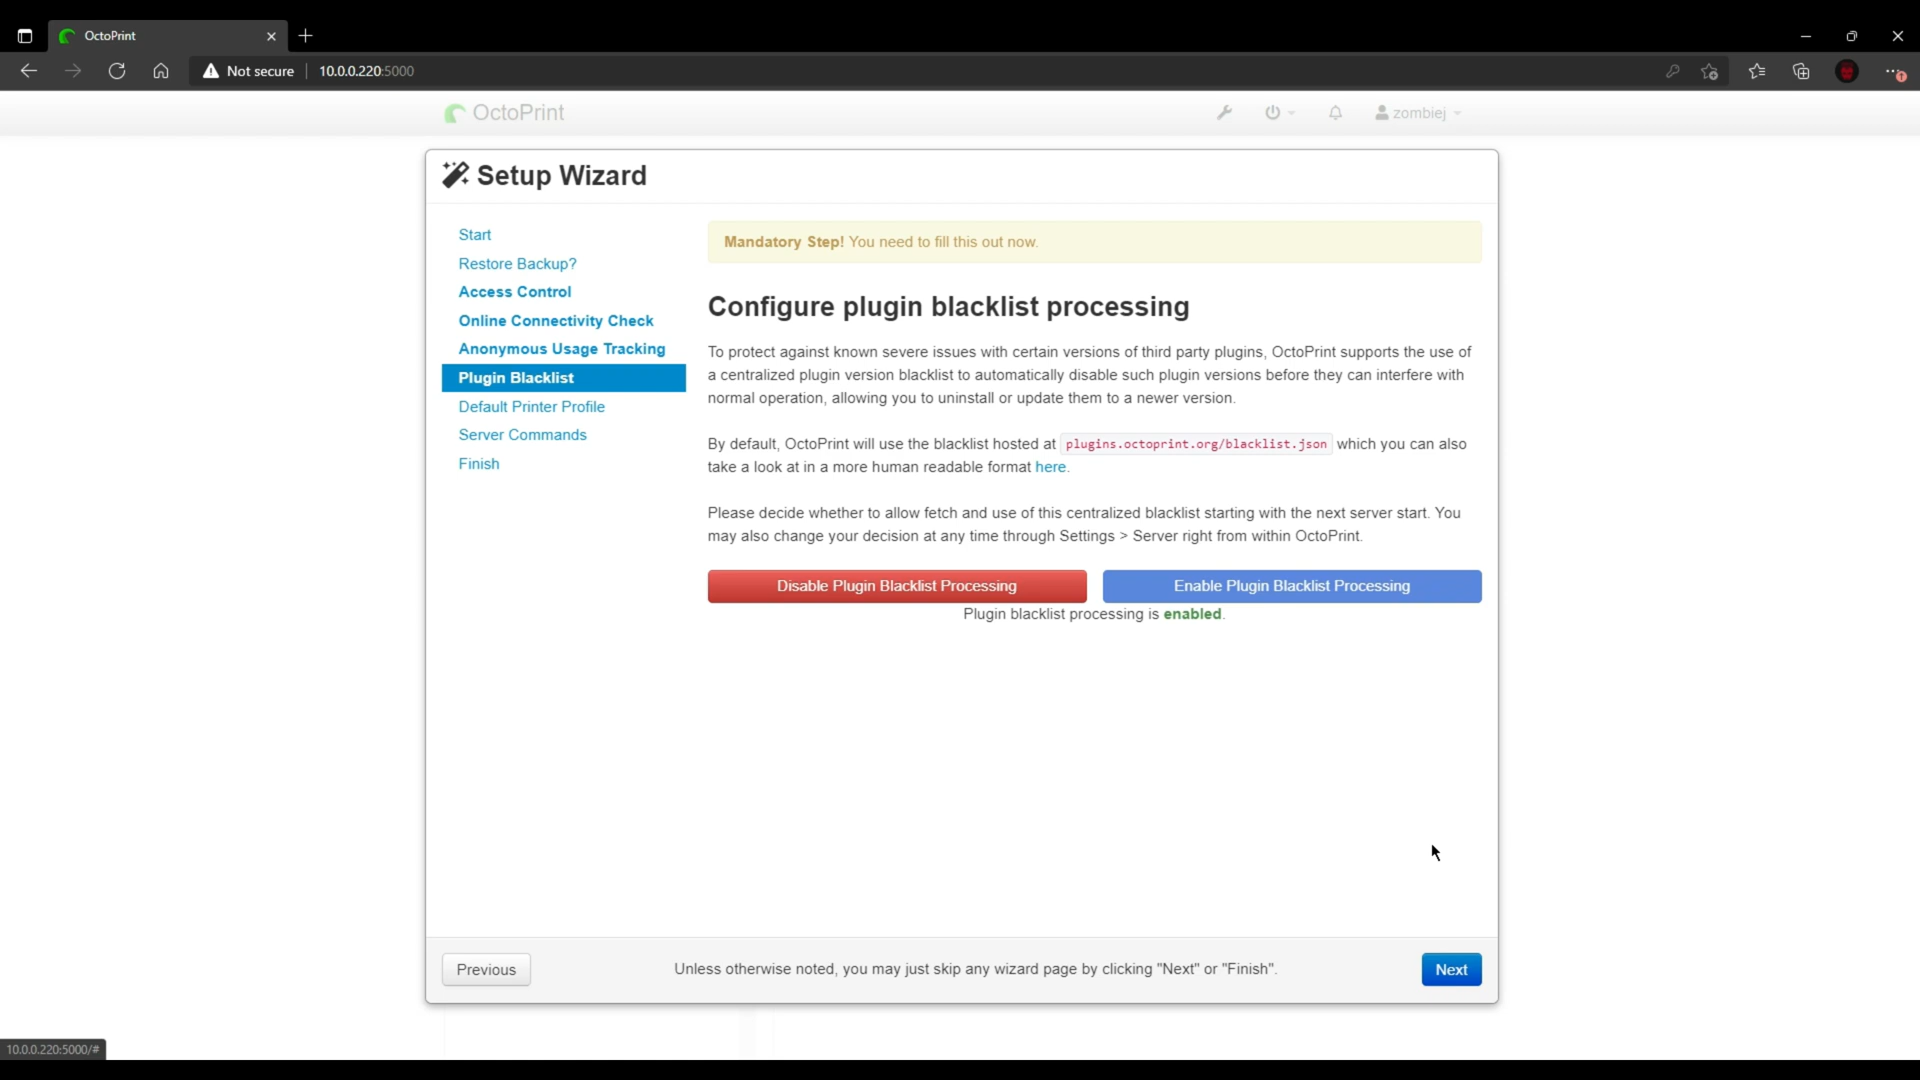 OctoPrint
Not secure
10.0.0.220:5000
OctoPrint
zombiej
Setup Wizard
Start
Restore Backup?
Access Control
Online Connectivity Check
Anonymous Usage Tracking
Plugin Blacklist
Default Printer Profile
Server Commands
Finish
Mandatory Step! You need to fill this out now.
Configure plugin blacklist processing
To protect against known severe issues with certain versions of third party plugins, OctoPrint supports the use of
a centralized plugin version blacklist to automatically disable such plugin versions before they can interfere with
normal operation, allowing you to uninstall or update them to a newer version.
By default, OctoPrint will use the blacklist hosted at plugins.octoprint.org/blacklist.json which you can also
take a look at in a more human readable format here.
Please decide whether to allow fetch and use of this centralized blacklist starting with the next server start. You
may also change your decision at any time through Settings > Server right from within OctoPrint.
Disable Plugin Blacklist Processing
Enable Plugin Blacklist Processing
Plugin blacklist processing is enabled.
Previous
Unless otherwise noted, you may just skip any wizard page by clicking "Next" or "Finish".
Next
10.0.0.220:5000/#